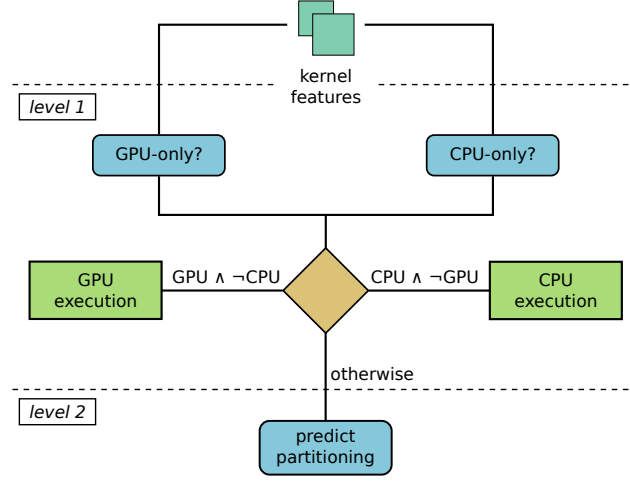 kernel
features
level 1
GPU-only?
CPU-only?
GPU
execution
GPU ∧ ¬CPU
CPU ∧ ¬GPU
CPU
execution
otherwise
level 2
predict
partitioning